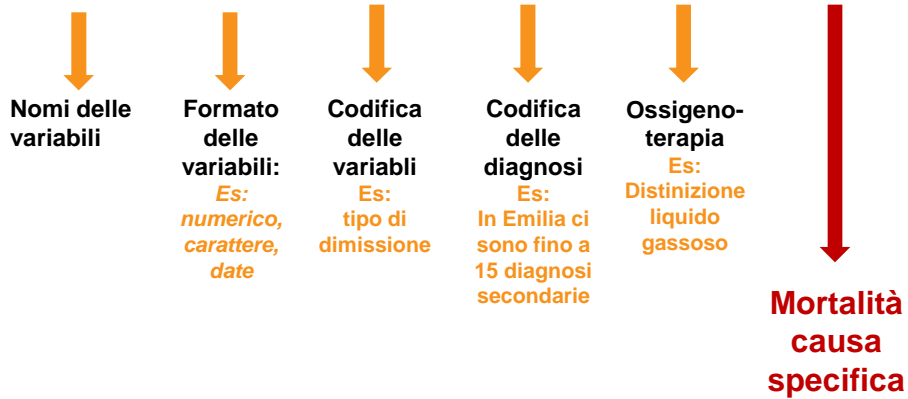 Nomi delle
variabili
Formato
delle
variabili:
Es:
numerico,
carattere,
date
Codifica
delle
variabli
Es:
tipo di
dimissione
Codifica
delle
diagnosi
Es:
In Emilia ci
sono fino a
15 diagnosi
secondarie
Ossigeno-
terapia
Es:
Distinizione
liquido
gassoso
Mortalità
causa
specifica